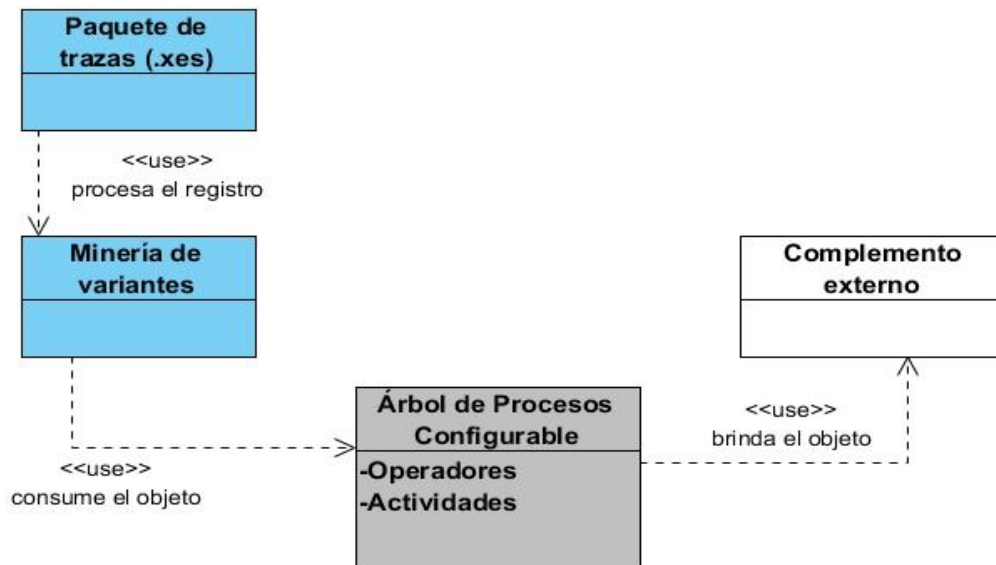 Paquete de
trazas (.xes)
<<use>>
procesa el registro
Minería de
variantes
Complemento
externo
Árbol de Procesos
Configurable
-Operadores
-Actividades
<<use>>
brinda el objeto
<<use>>
consume el objeto